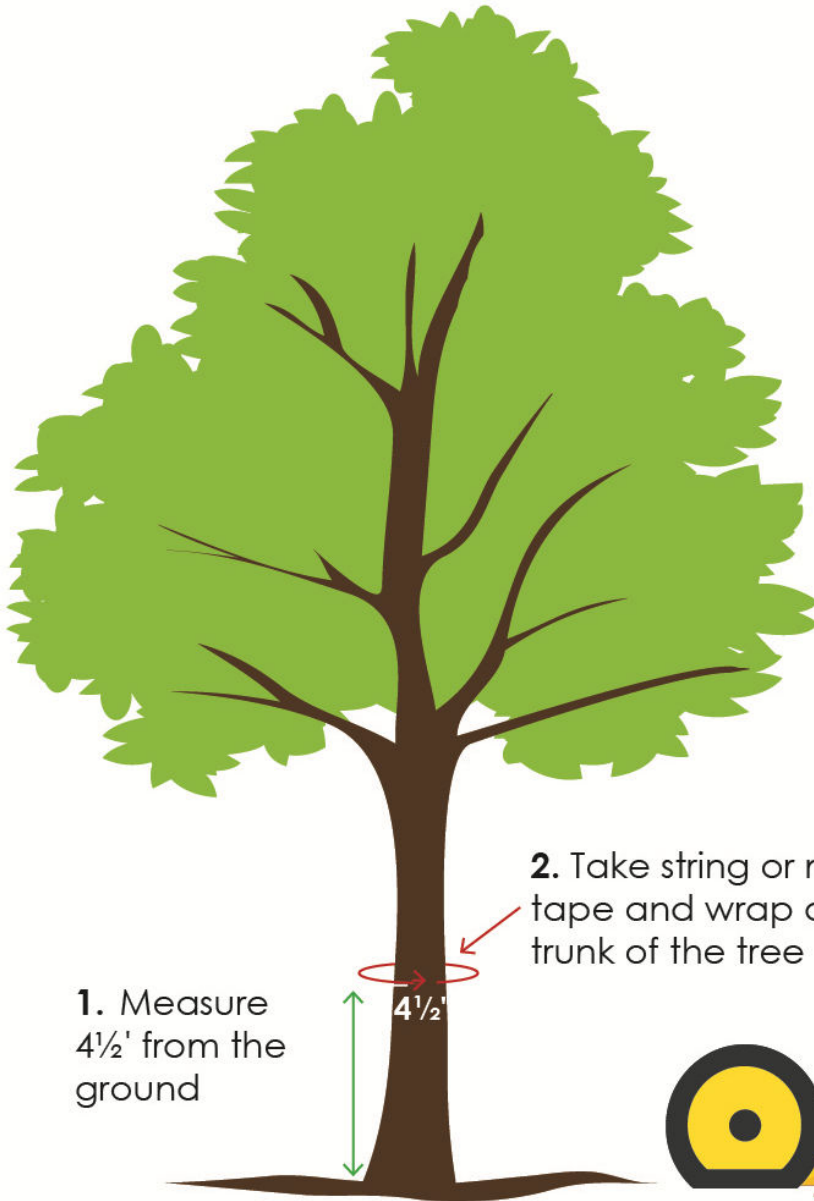 2. Take string or
tape and wrap
trunk of the tree
4½'
1. Measure
4½' from the
ground